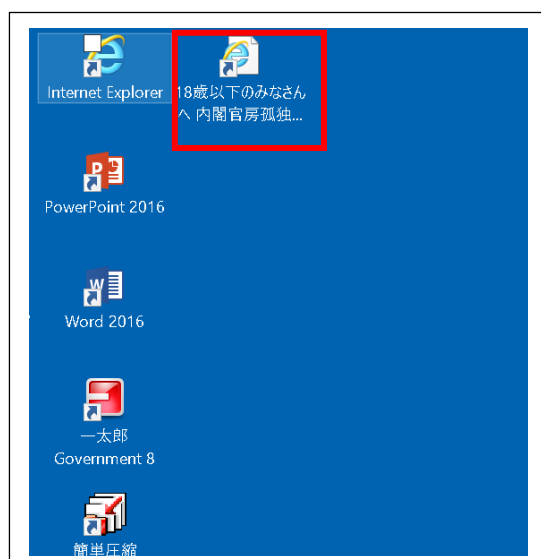 Internet Explorer
18歳以下のみなさん
へ 内閣官房孤独...
PowerPoint 2016
Word 2016
一太郎
Government 8
簡単圧縮